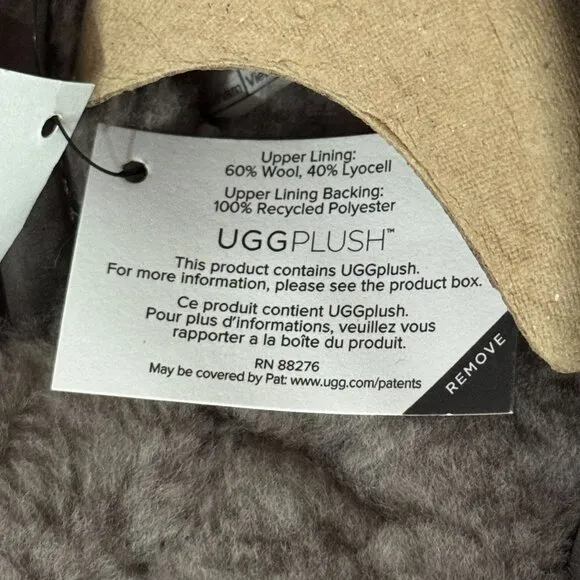 Upper Lining:
60% Wool, 40% Lyocell
Upper Lining Backing:
100% Recycled Polyester
UGGPLUSH™
This product contains UGGplush.
For more information, please see the product box.
Ce produit contient UGGplush.
Pour plus d'informations, veuillez vous
rapporter a la boîte du produit.
RN 88276
May be covered by Pat: www.ugg.com/patents
REMOVE